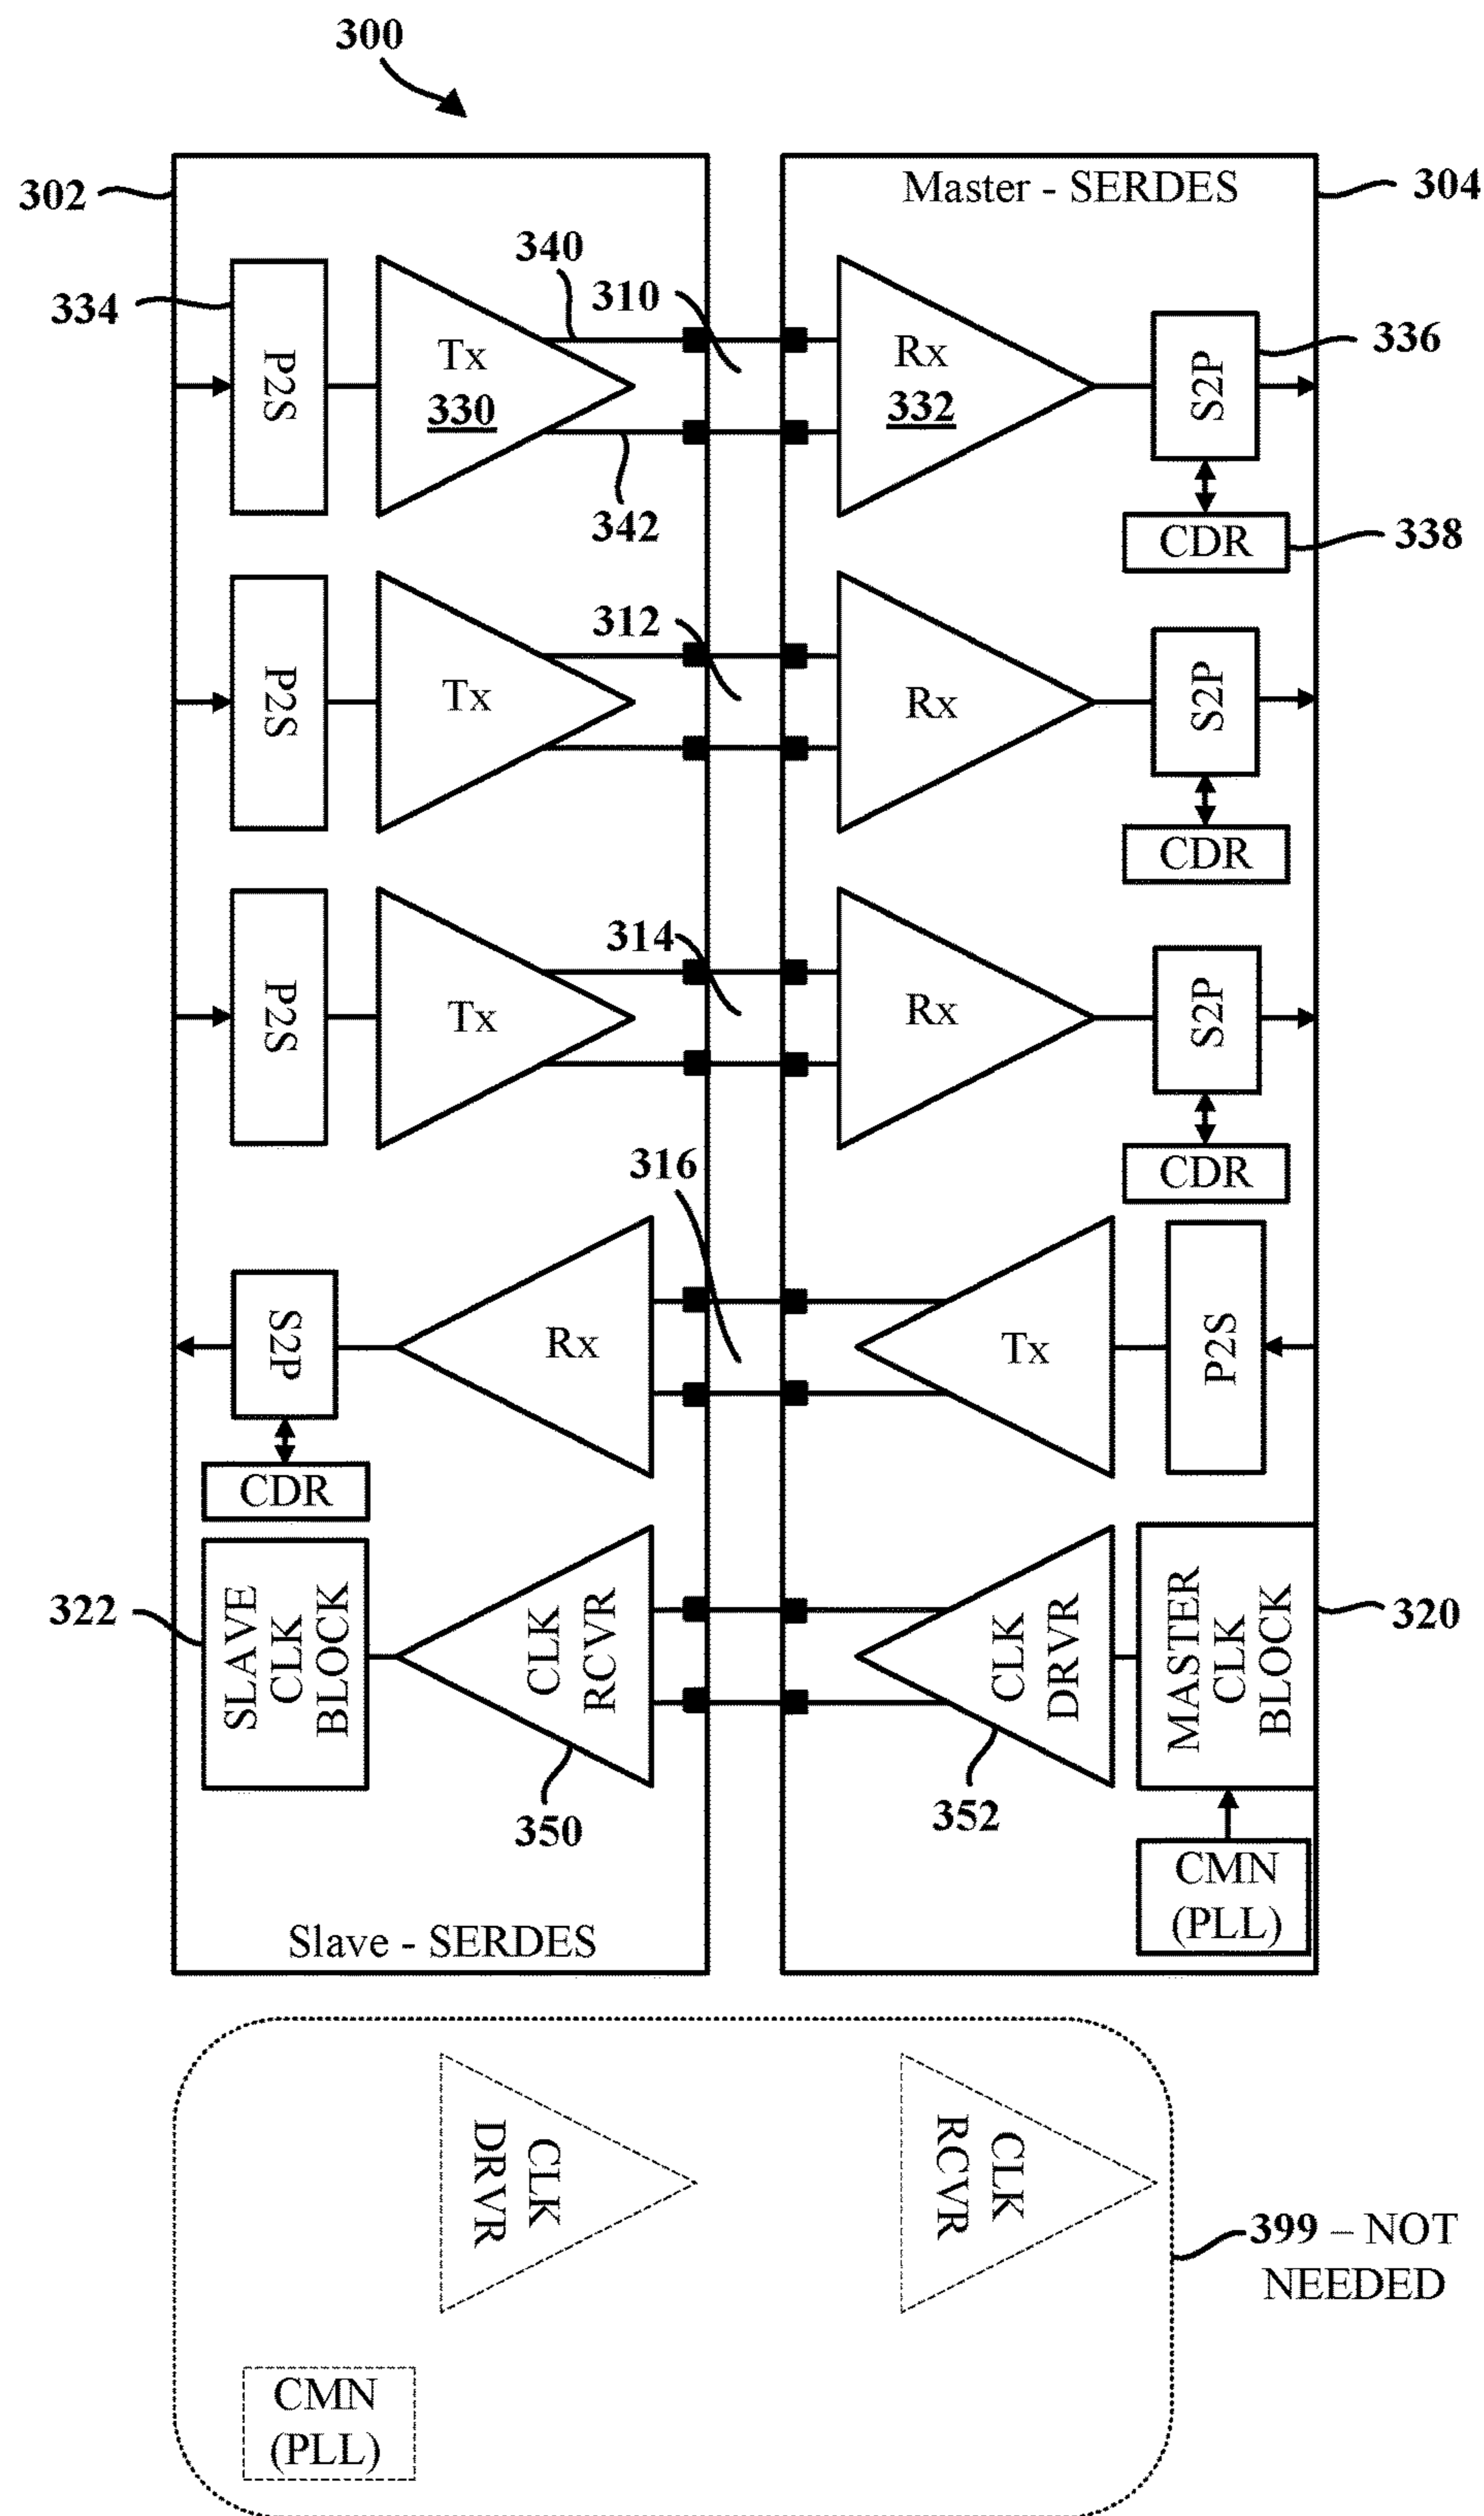 300
302
Master - SERDES
304
334
P2S
Tx
330
340
342
310
Rx
332
S2P
336
CDR
338
P2S
Tx
312
Rx
S2P
CDR
P2S
Tx
314
Rx
S2P
CDR
316
S2P
CDR
Rx
Tx
P2S
322
SLAVE
CLK
BLOCK
CLK
RCVR
350
CLK
DRVR
352
MASTER
CLK
BLOCK
320
CMN
(PLL)
Slave - SERDES
CLK
DRVR
CLK
RCVR
399 – NOT
NEEDED
CMN
(PLL)